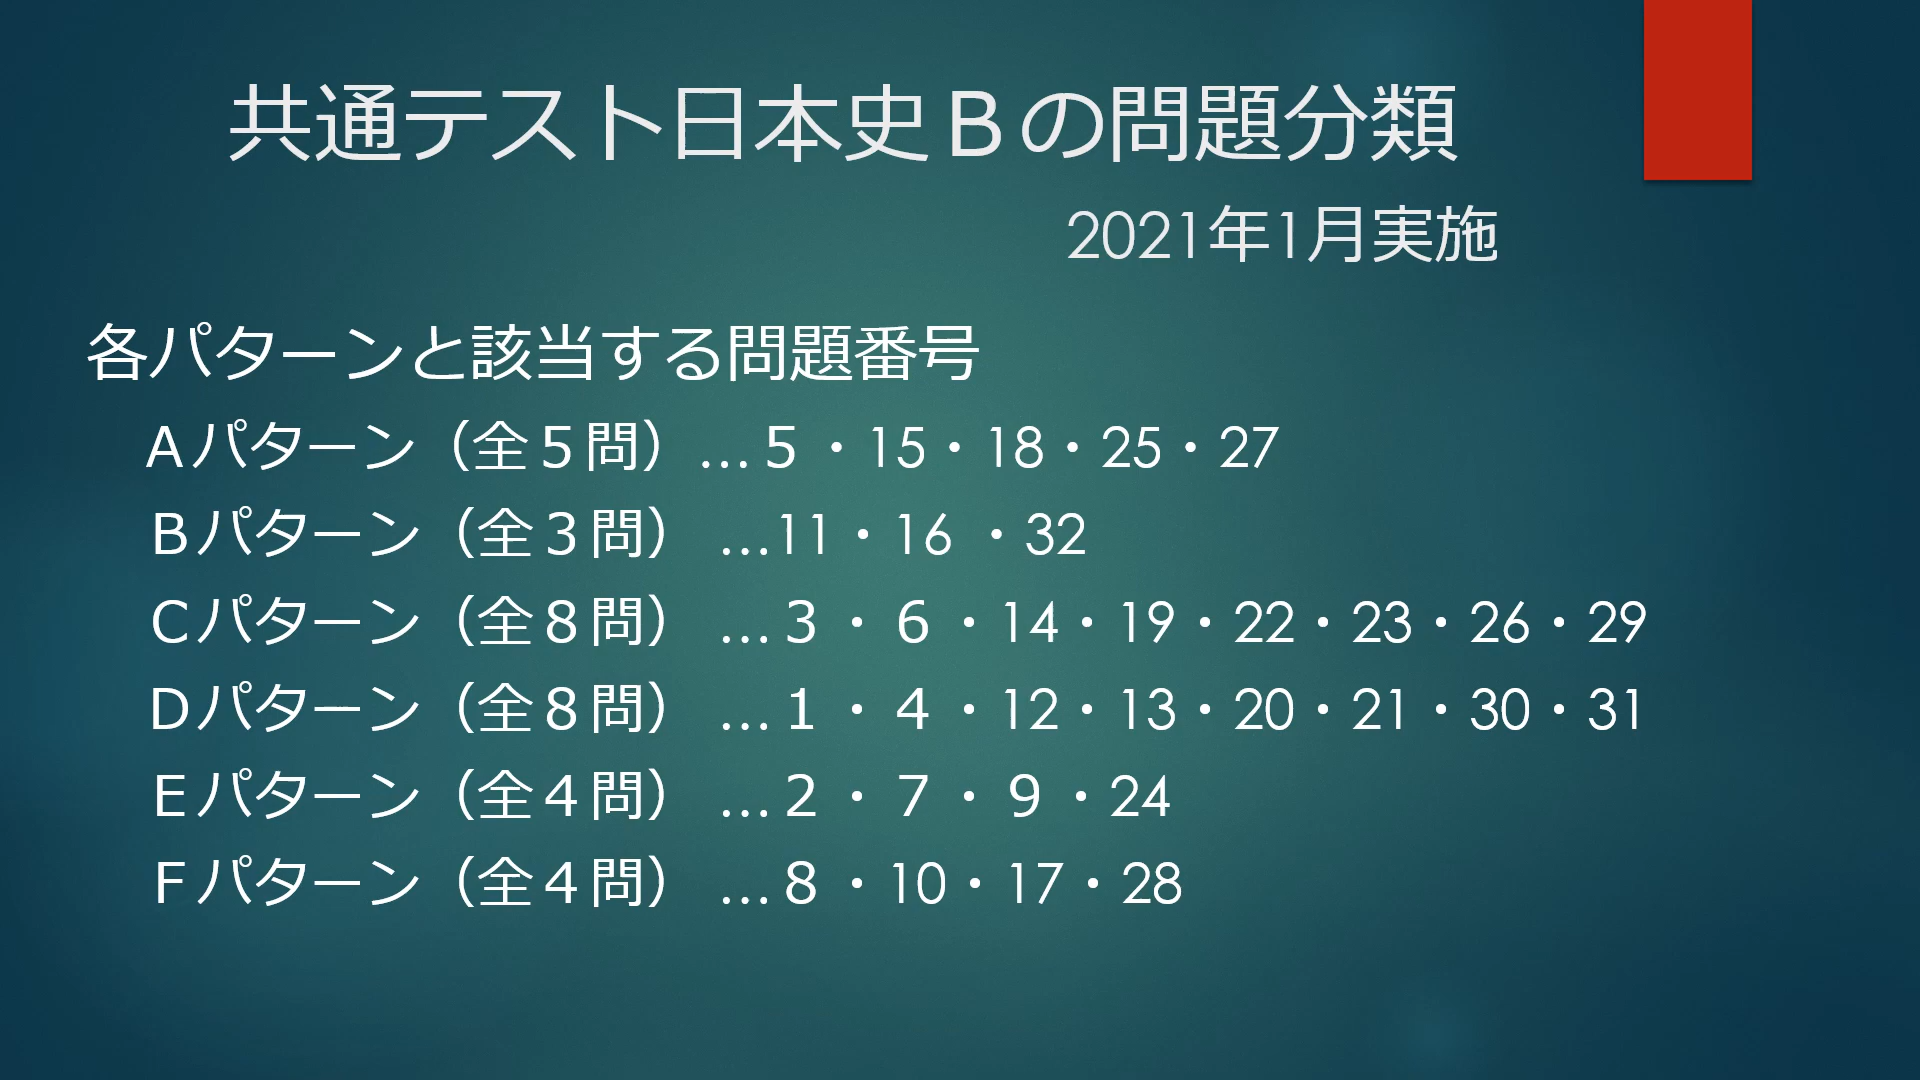 共通テスト日本史Ｂの問題分類
2021年1月実施
各パターンと該当する問題番号
Ａパターン（全５問）…５・15・18・25・27
Ｂパターン（全３問） …11・16 ・32
Ｃパターン（全８問） …３・６・14・19・22・23・26・29
Ｄパターン（全８問） …１・４・12・13・20・21・30・31
Ｅパターン（全４問） …２・７・９・24
Ｆパターン（全４問） …８・10・17・28